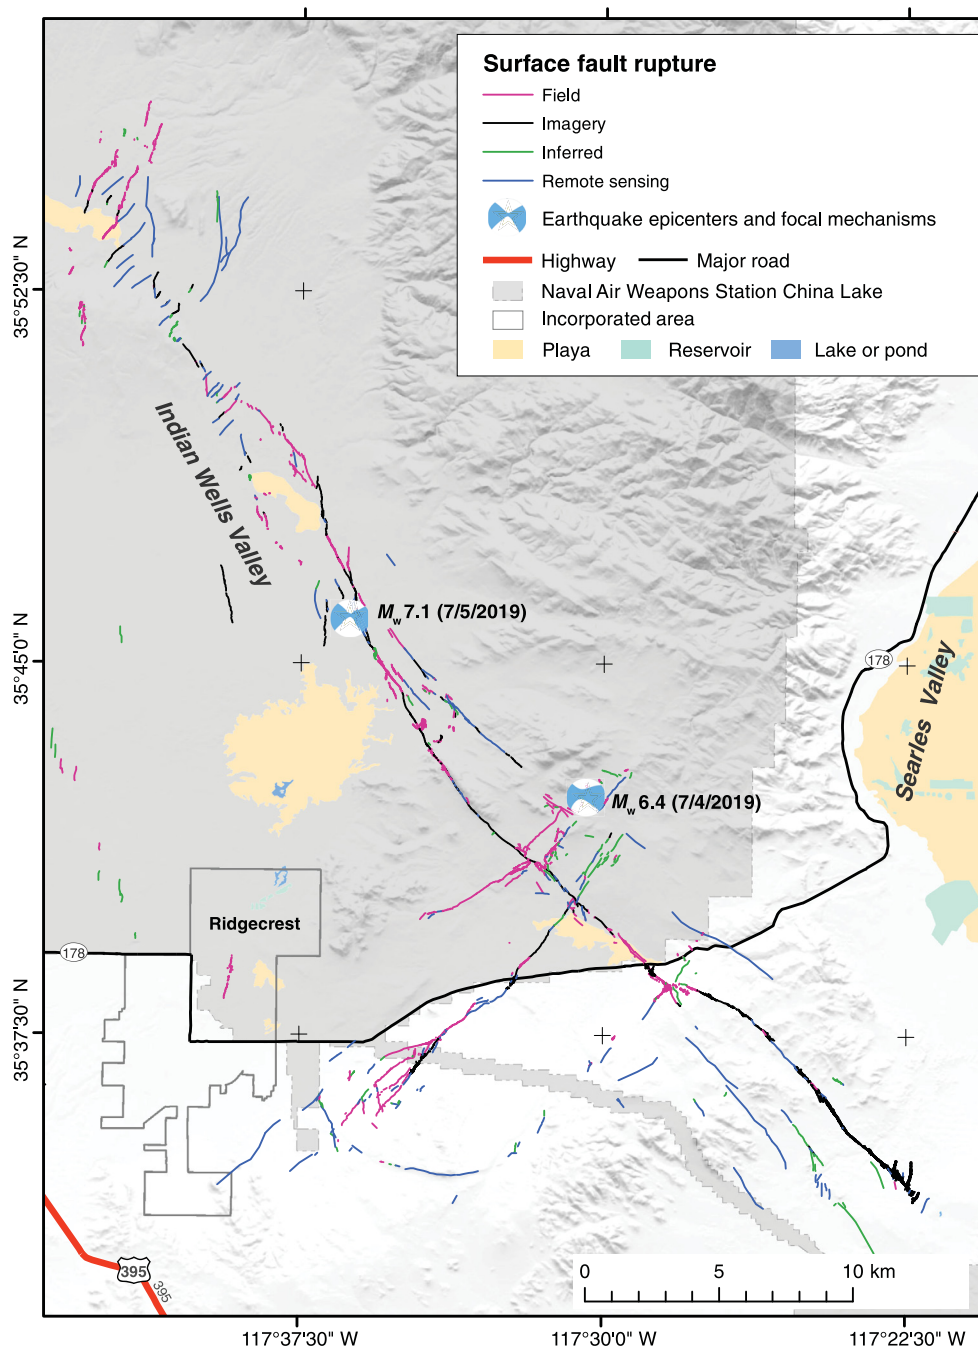 Surface fault rupture
Field
Imagery
Inferred
Remote sensing
Earthquake epicenters and focal mechanisms
Highway
Major road
Naval Air Weapons Station China Lake
Incorporated area
Playa
Reservoir
Lake or pond
35°52'30" N
Indian Wells Valley
Mw 7.1 (7/5/2019)
35°45'0" N
178
Searles Valley
Mw 6.4 (7/4/2019)
Ridgecrest
178
35°37'30" N
395
395
0 5 10 km
117°37'30" W 117°30'0" W 117°22'30" W